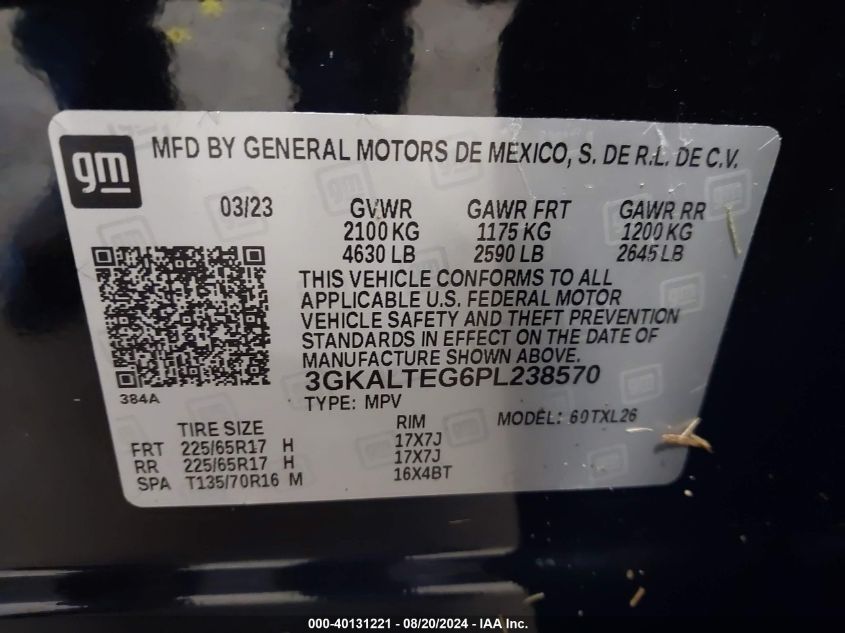 gm
MFD BY GENERAL MOTORS DE MEXICO, S. DE R.L. DE C.V.
03/23 GVWR GAWR FRT GAWR RR
2100 KG 1175 KG 1200 KG
4630 LB 2590 LB 2645 LB
THIS VEHICLE CONFORMS TO ALL
APPLICABLE U.S. FEDERAL MOTOR
VEHICLE SAFETY AND THEFT PREVENTION
STANDARDS IN EFFECT ON THE DATE OF
MANUFACTURE SHOWN ABOVE.
3GKALTEG6PL238570
384A
TYPE: MPV MODEL: 60TXL26
TIRE SIZE RIM
FRT 225/65R17 H 17X7J
RR 225/65R17 H 17X7J
SPA T135/70R16 M 16X4BT
000-40131221 - 08/20/2024 - IAA Inc.